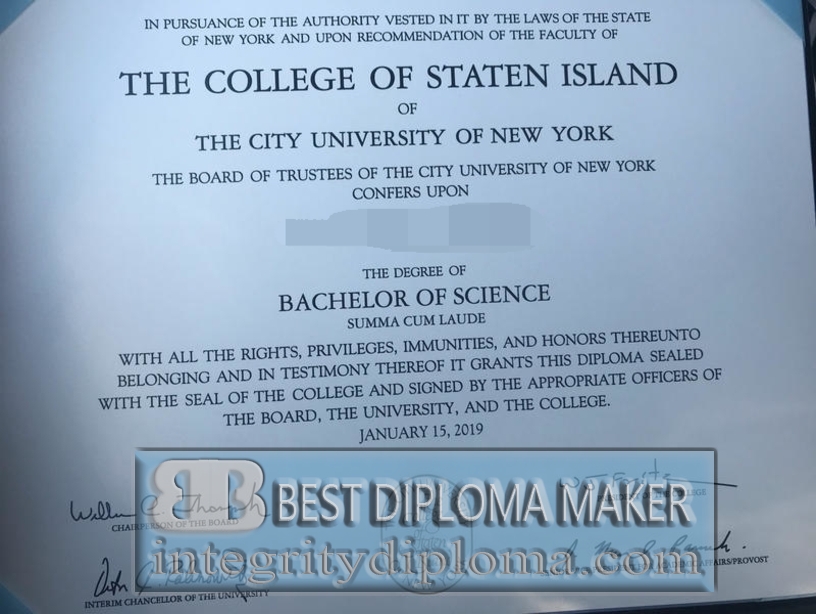 IN PURSUANCE OF THE AUTHORITY VESTED IN IT BY THE LAWS OF THE STATE
OF NEW YORK AND UPON RECOMMENDATION OF THE FACULTY OF
THE COLLEGE OF STATEN ISLAND
OF
THE CITY UNIVERSITY OF NEW YORK
THE BOARD OF TRUSTEES OF THE CITY UNIVERSITY OF NEW YORK
CONFERS UPON
THE DEGREE OF
BACHELOR OF SCIENCE
SUMMA CUM LAUDE
WITH ALL THE RIGHTS, PRIVILEGES, IMMUNITIES, AND HONORS THEREUNTO
BELONGING AND IN TESTIMONY THEREOF IT GRANTS THIS DIPLOMA SEALED
WITH THE SEAL OF THE COLLEGE AND SIGNED BY THE APPROPRIATE OFFICERS OF
THE BOARD, THE UNIVERSITY, AND THE COLLEGE.
JANUARY 15, 2019
BEST DIPLOMA MAKER
integritydiploma.com
CHAIRPERSON OF THE BOARD
PRESIDENT OF THE COLLEGE
AFFAIRS/PROVOST
INTERIM CHANCELLOR OF THE UNIVERSITY